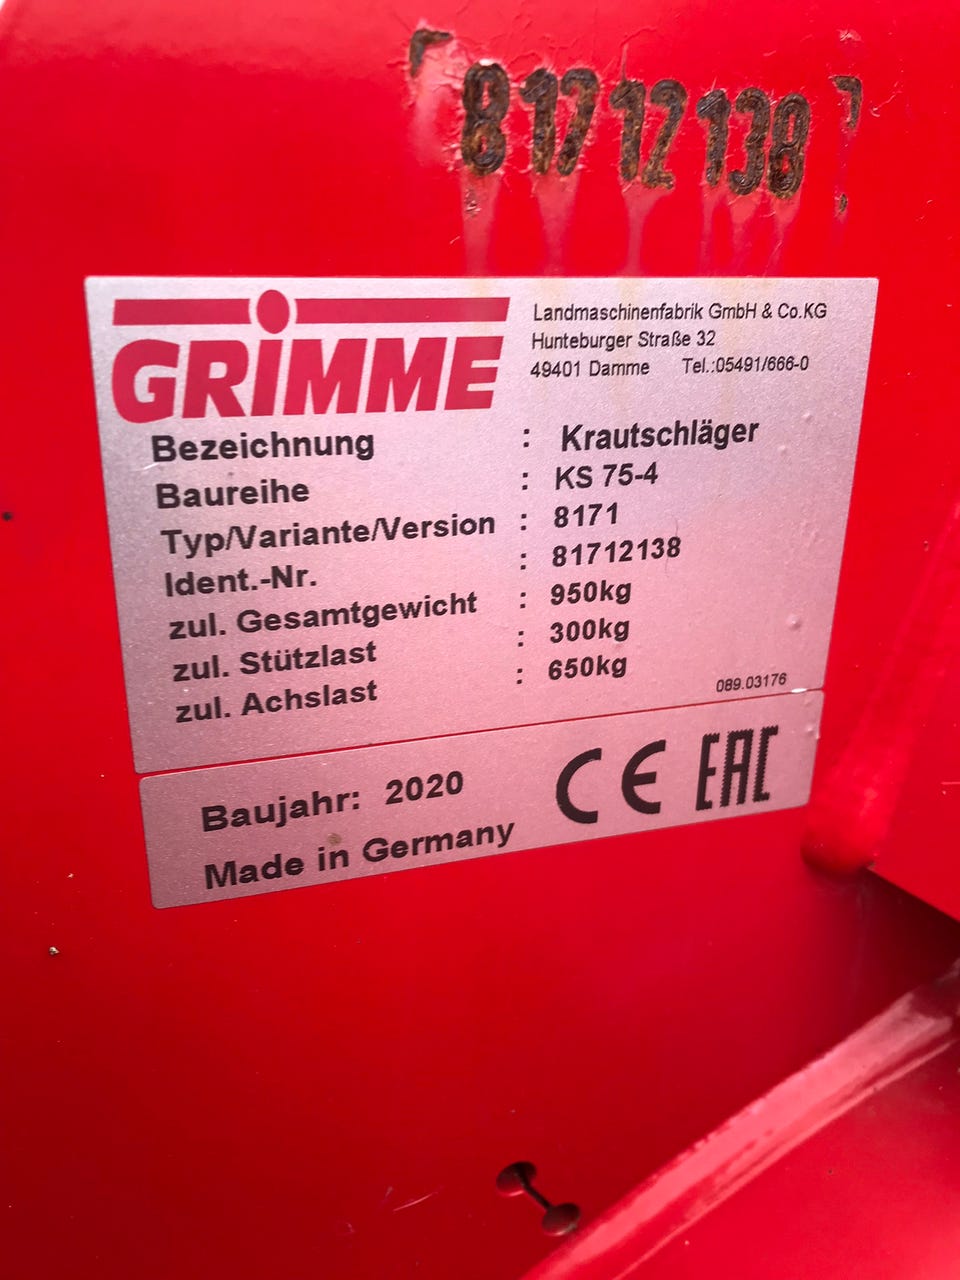 81712138
GRIMME
Landmaschinenfabrik GmbH & Co.KG
Hunteburger Straße 32
49401 Damme Tel.:05491/666-0
Bezeichnung : Krautschläger
Baureihe : KS 75-4
Typ/Variante/Version : 8171
Ident.-Nr. : 81712138
zul. Gesamtgewicht : 950kg
zul. Stützlast : 300kg
zul. Achslast : 650kg
089.03176
Baujahr: 2020
Made in Germany
CE EAC